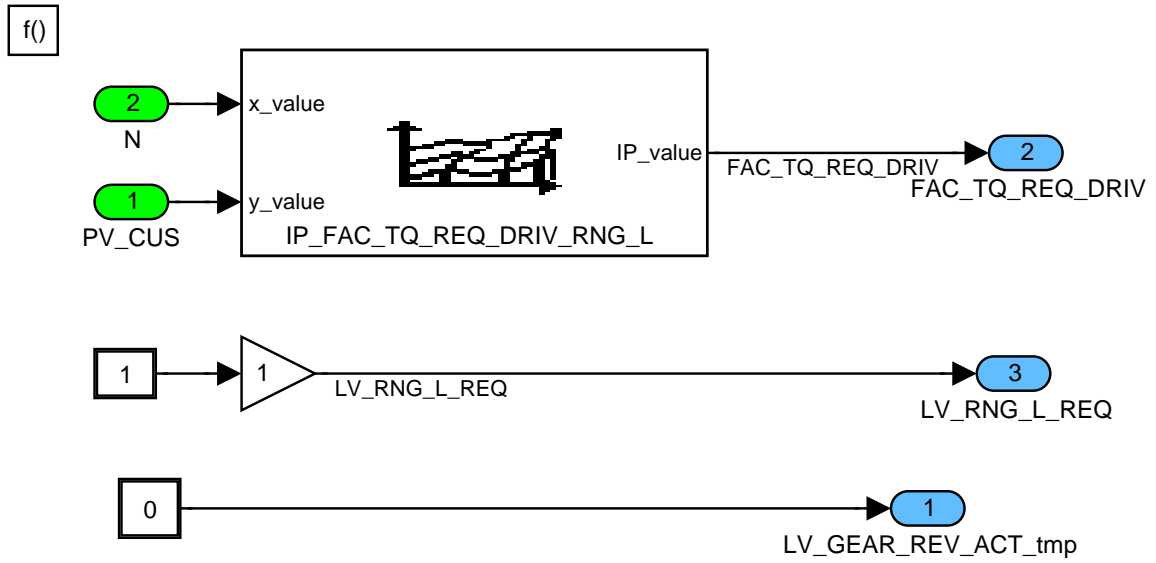 f()
2
x_value
N
IP_value
FAC_TQ_REQ_DRIV
2
FAC_TQ_REQ_DRIV
1
y_value
PV_CUS
IP_FAC_TQ_REQ_DRIV_RNG_L
1
1
LV_RNG_L_REQ
3
LV_RNG_L_REQ
0
1
LV_GEAR_REV_ACT_tmp